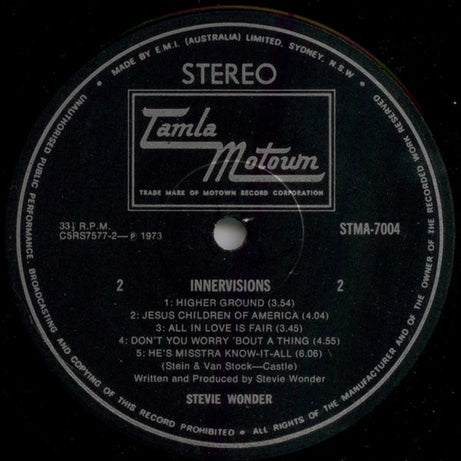 MADE BY E.M.I. (AUSTRALIA) LIMITED, SYDNEY. N.S.W •
UNAUTHORISED PUBLIC PERFORMANCE, BROADCASTING AND COPYING OF THIS RECORD PROHIBITED • ALL RIGHTS OF THE MANUFACTURER AND OF THE OWNER OF THE RECORDED WORK RESERVED •
STEREO
Tamla
Motown
TRADE MARK OF MOTOWN RECORD CORPORATION
33⅓ R.P.M.
C5RS7577-2—℗ 1973
STMA-7004
2 INNERVISIONS 2
1: HIGHER GROUND (3.54)
2: JESUS CHILDREN OF AMERICA (4.04)
3: ALL IN LOVE IS FAIR (3.45)
4: DON'T YOU WORRY 'BOUT A THING (4.55)
5: HE'S MISSTRA KNOW-IT-ALL (6.06)
(Stein & Van Stock—Castle)
Written and Produced by Stevie Wonder
STEVIE WONDER